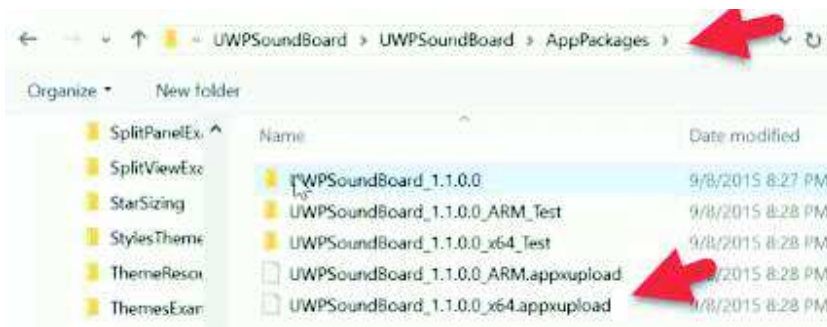 UWPSoundBoard > UWPSoundBoard > AppPackages >
Organize New folder
SplitPanelEx Name Date modified
SplitViewExa UWPSoundBoard_1.1.0.0 9/8/2015 8:27 PM
StarSizing UWPSoundBoard_1.1.0.0_ARM_Test 9/8/2015 8:28 PM
StylesTheme UWPSoundBoard_1.1.0.0_x64_Test 9/8/2015 8:28 PM
ThemeResou UWPSoundBoard_1.1.0.0_ARM.appxupload /2015 8:28 PM
ThemesExam UWPSoundBoard_1.1.0.0_x64.appxupload 9/8/2015 8:28 PM